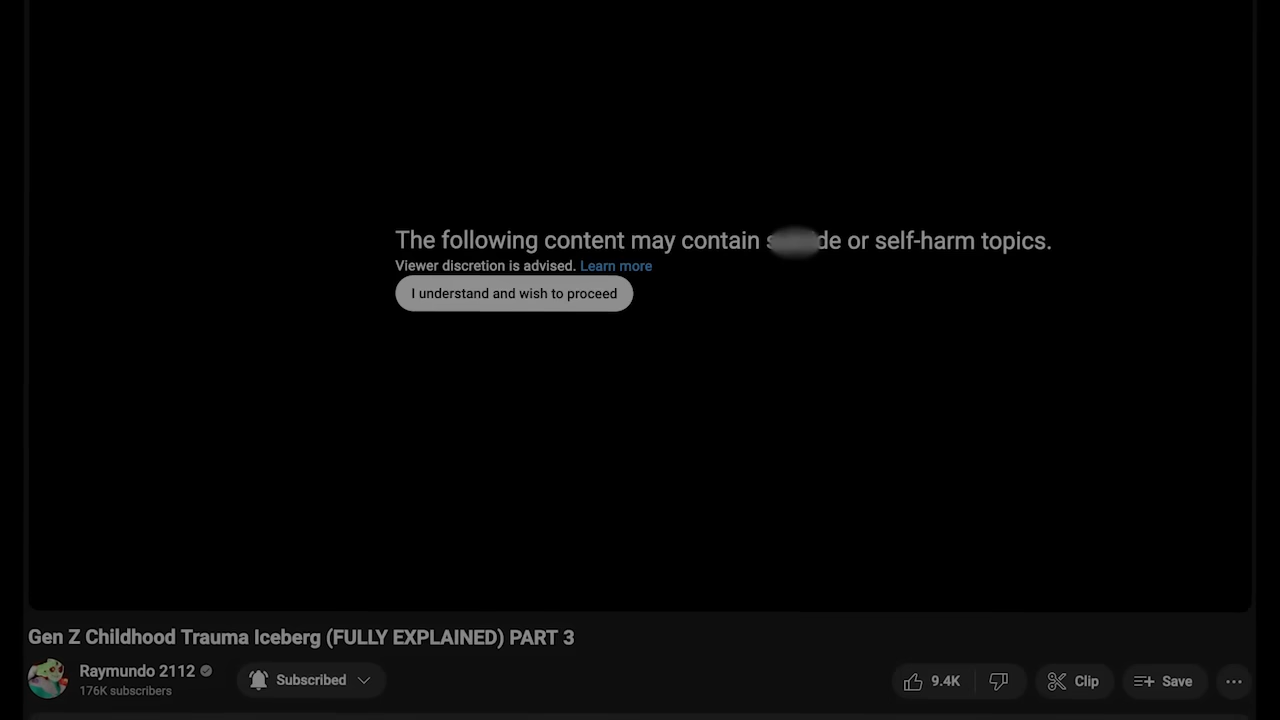 The following content may contain or self-harm topics.
Viewer discretion is advised. Learn more
I understand and wish to proceed
Gen Z Childhood Trauma Iceberg (FULLY EXPLAINED) PART 3
Raymundo 2112
176K subscribers
Subscribed
9.4K
Clip
Save